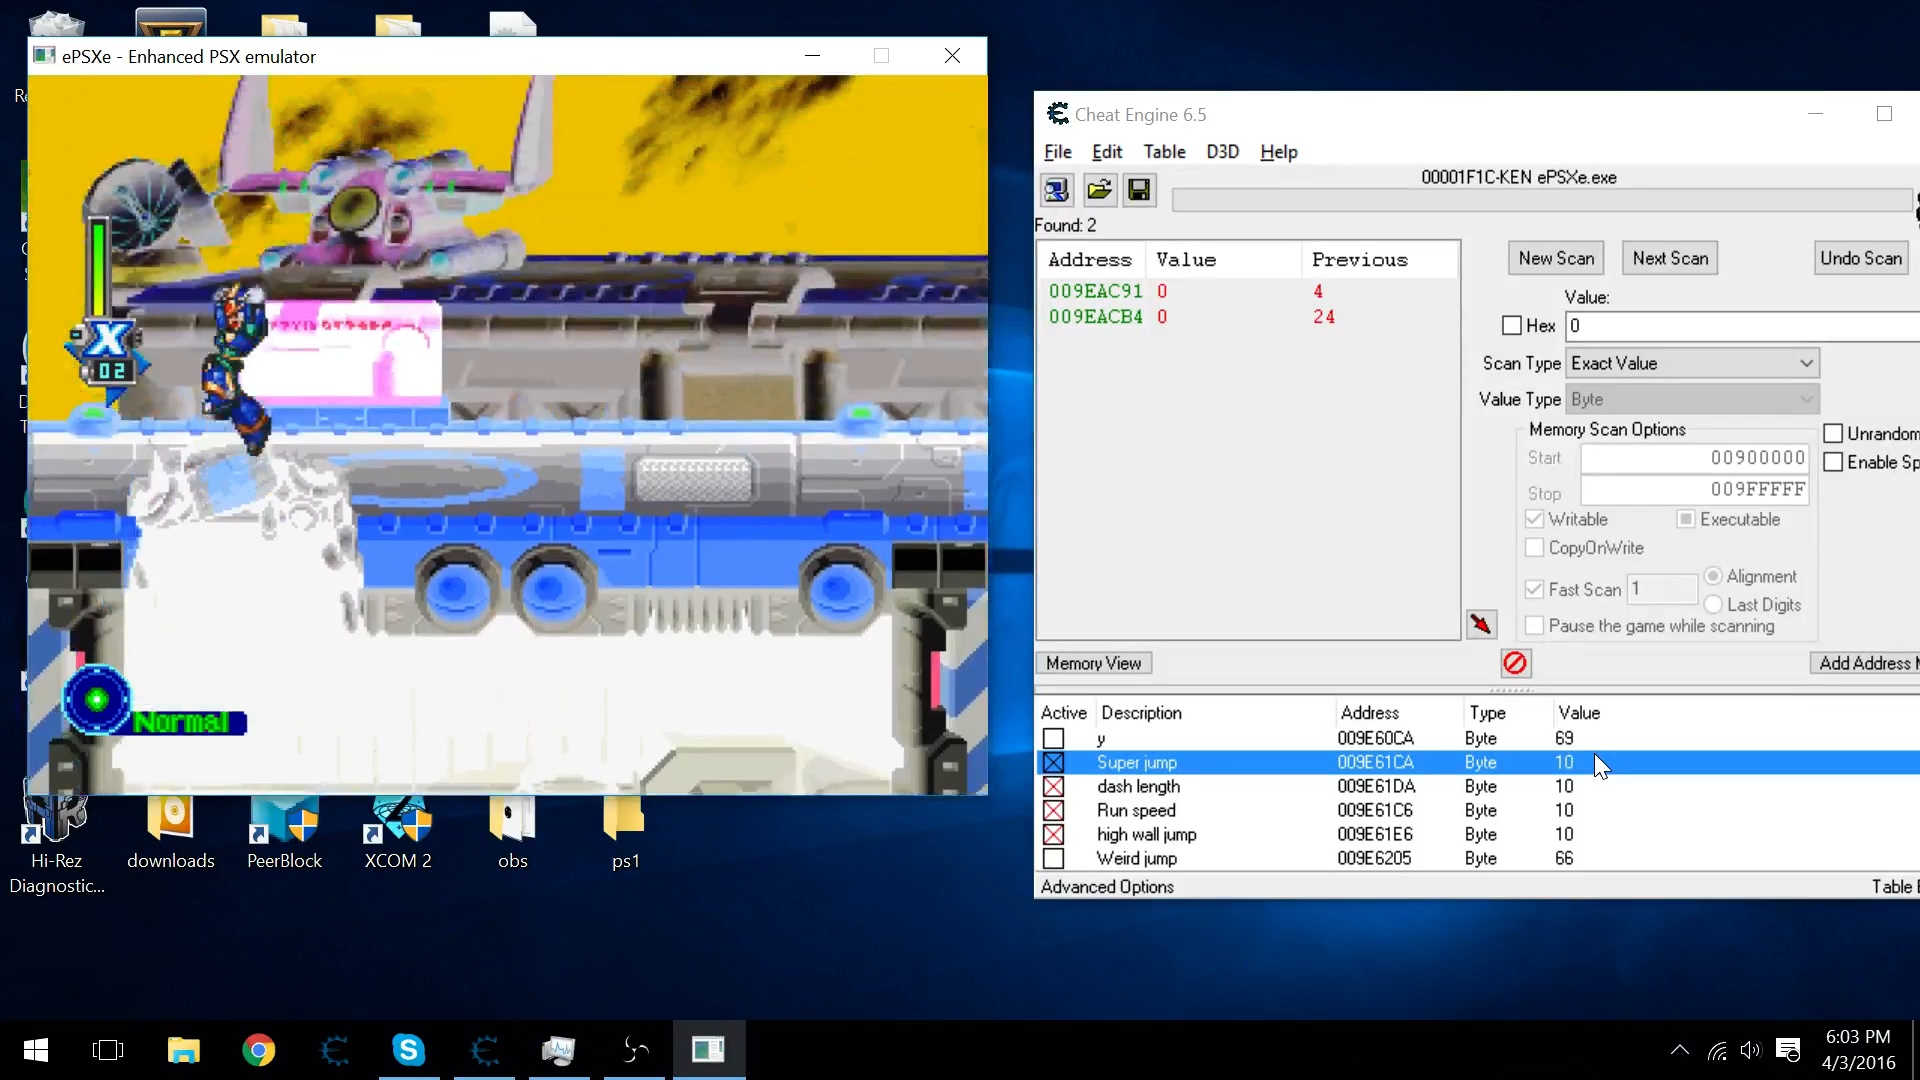 Re
ePSXe - Enhanced PSX emulator
X
02
Normal
Hi-Rez
Diagnostic...
downloads
PeerBlock
XCOM 2
obs
ps1
Cheat Engine 6.5
File Edit Table D3D Help
00001F1C-KEN ePSXe.exe
Found: 2
Address Value Previous
009EAC91 0 4
009EACB4 0 24
New Scan Next Scan Undo Scan
Value:
Hex 0
Scan Type Exact Value
Value Type Byte
Memory Scan Options
Start 00900000
Stop 009FFFFF
Writable Executable
CopyOnWrite
Fast Scan 1 Alignment
Last Digits
Pause the game while scanning
Unrandom
Enable Sp
Memory View Add Address M
Active Description Address Type Value
y 009E60CA Byte 69
Super jump 009E61CA Byte 10
dash length 009E61DA Byte 10
Run speed 009E61C6 Byte 10
high wall jump 009E61E6 Byte 10
Weird jump 009E6205 Byte 66
Advanced Options Table E
6:03 PM
4/3/2016